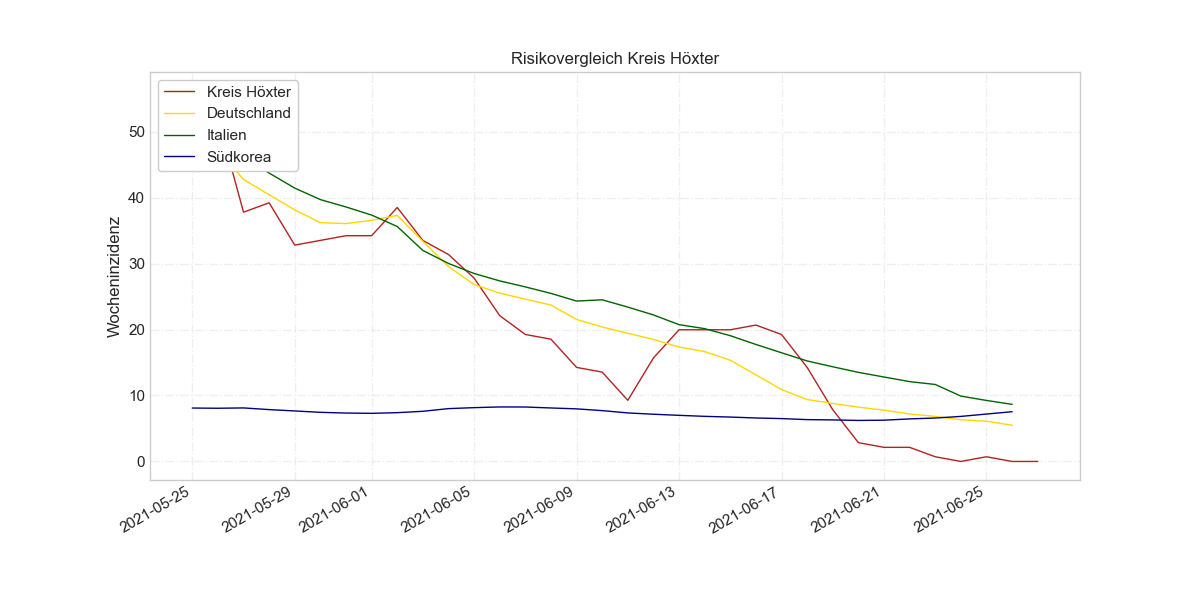 Risikovergleich Kreis Höxter
Kreis Höxter
Deutschland
Italien
Südkorea
Wocheninzidenz
50
40
30
20
10
0
2021-05-25
2021-05-29
2021-06-01
2021-06-05
2021-06-09
2021-06-13
2021-06-17
2021-06-21
2021-06-25